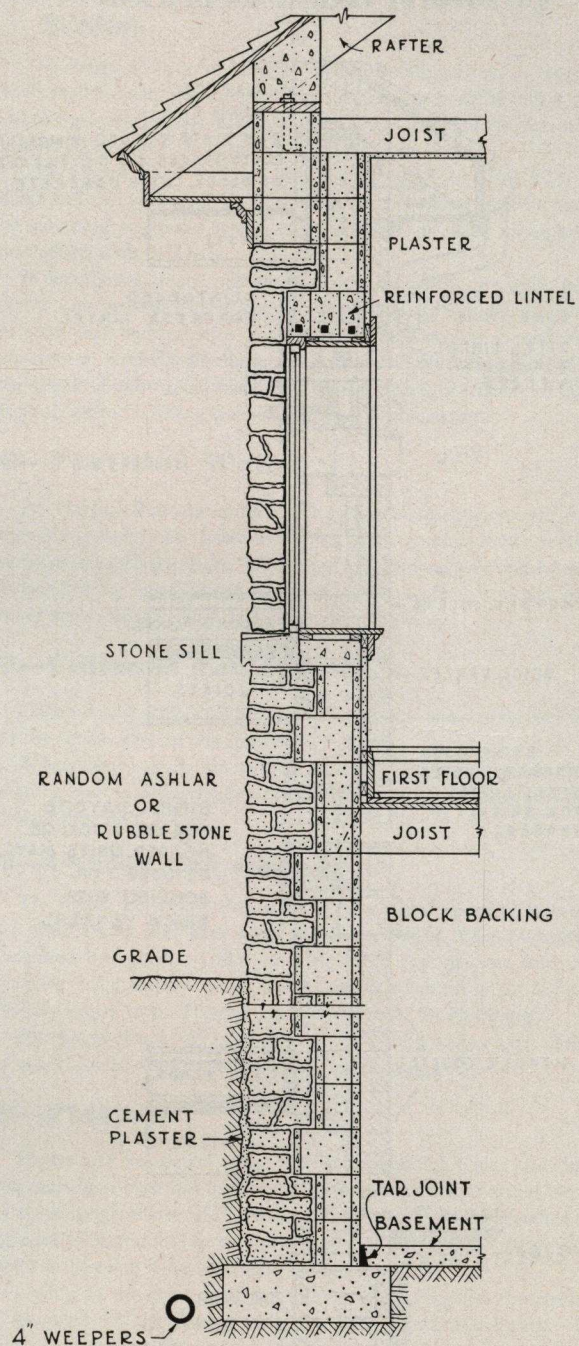 RAFTER
JOIST
PLASTER
REINFORCED LINTEL
STONE SILL
RANDOM ASHLAR
OR
RUBBLE STONE
WALL
FIRST FLOOR
JOIST
BLOCK BACKING
GRADE
CEMENT
PLASTER
TAR JOINT
BASEMENT
4" WEEPERS